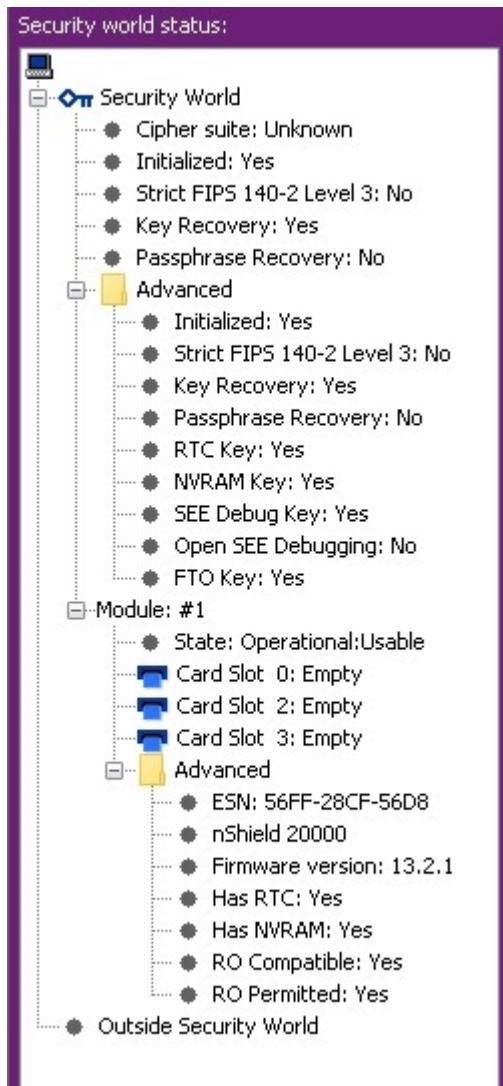 Security world status:
Security World
Cipher suite: Unknown
Initialized: Yes
Strict FIPS 140-2 Level 3: No
Key Recovery: Yes
Passphrase Recovery: No
Advanced
Initialized: Yes
Strict FIPS 140-2 Level 3: No
Key Recovery: Yes
Passphrase Recovery: No
RTC Key: Yes
NVRAM Key: Yes
SEE Debug Key: Yes
Open SEE Debugging: No
FTO Key: Yes
Module: #1
State: Operational:Usable
Card Slot  0: Empty
Card Slot  2: Empty
Card Slot  3: Empty
Advanced
ESN: 56FF-28CF-56D8
nShield 20000
Firmware version: 13.2.1
Has RTC: Yes
Has NVRAM: Yes
RO Compatible: Yes
RO Permitted: Yes
Outside Security World